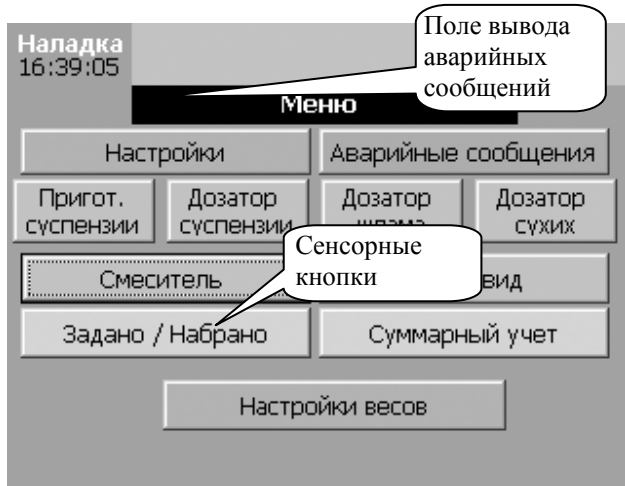 Наладка
16:39:05
Поле вывода
аварийных
сообщений
Меню
Настройки
Аварийные сообщения
Пригот.
суспензии
Дозатор
суспензии
Дозатор
Дозатор
сухих
Сенсорные
кнопки
Смеситель
вид
Задано / Набрано
Суммарный учет
Настройки весов